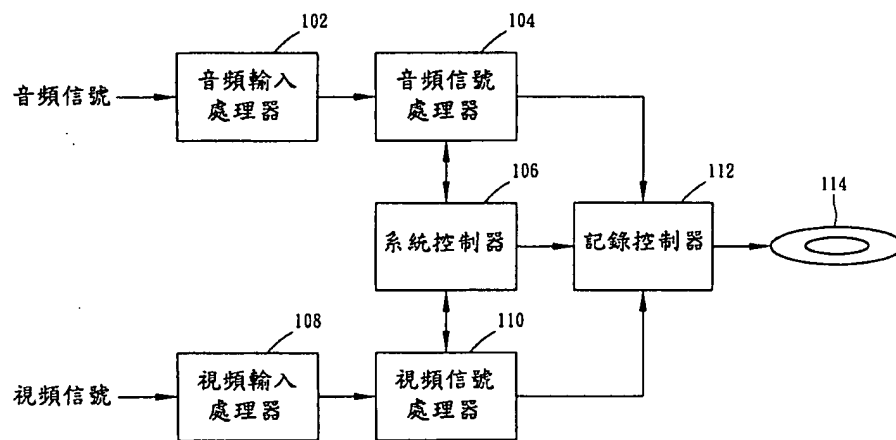 102
104
音頻信號
音頻輸入
處理器
音頻信號
處理器
106
112
114
系統控制器
記錄控制器
108
110
視頻信號
視頻輸入
處理器
視頻信號
處理器